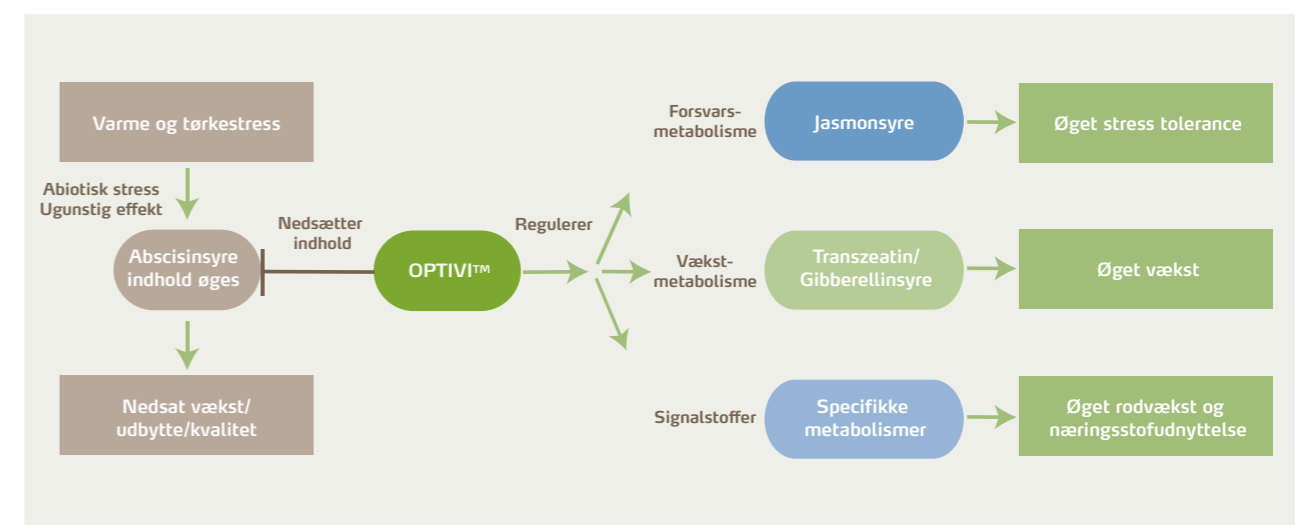 Varme og tørkestress
Abiotisk stress
Ugunstig effekt
Abscisinsyre
indhold øges
Nedsat vækst/
udbytte/kvalitet
Nedsætter
indhold
OPTIVI™
Regulerer
Forsvars-
metabolisme
Jasmonsyre
Øget stress tolerance
Vækst-
metabolisme
Transzeatin/
Gibberellinsyre
Øget vækst
Signalstoffer
Specifikke
metabolismer
Øget rodvækst og
næringsstofudnyttelse